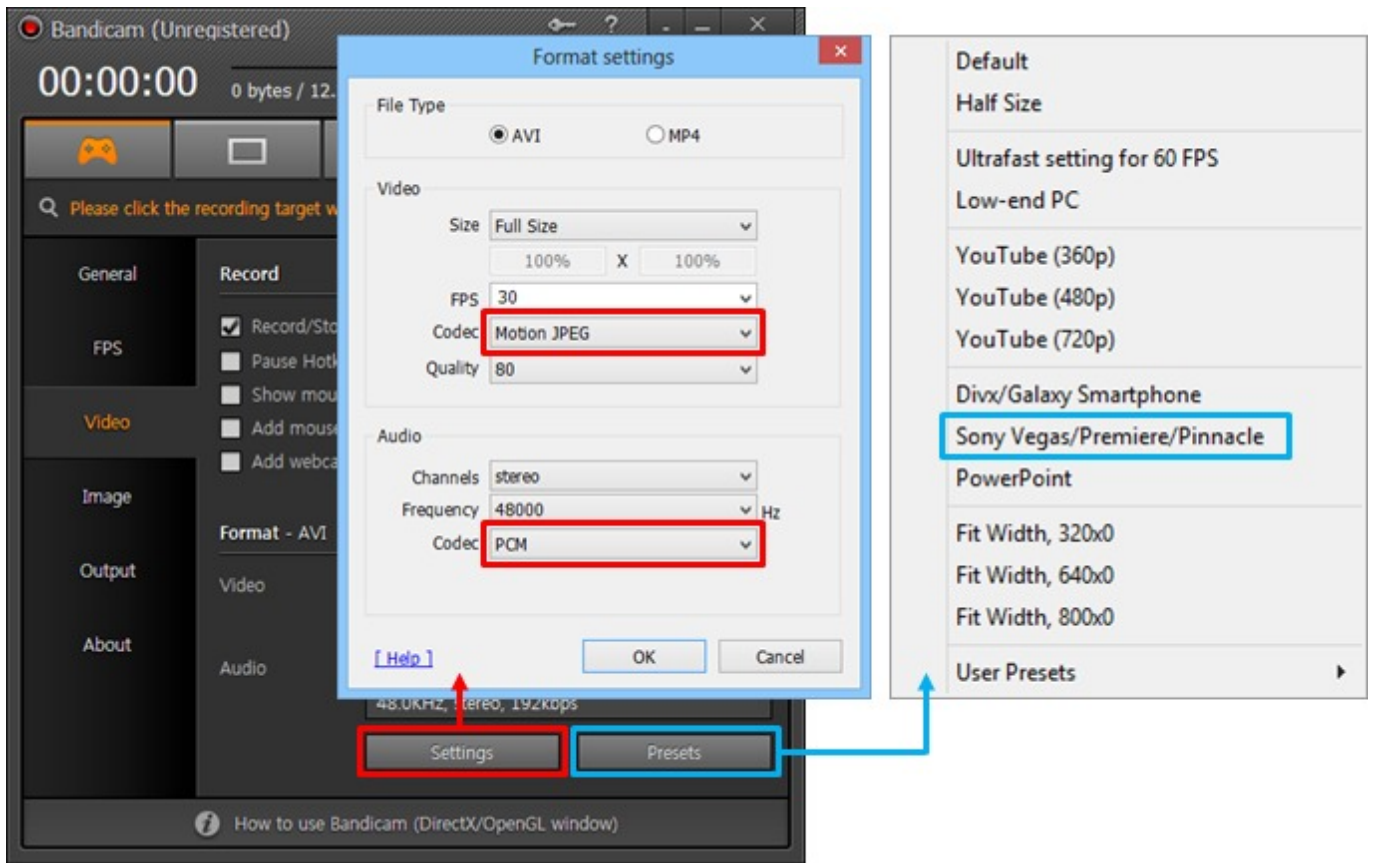 Bandicam (Unregistered)
?
00:00:00
0 bytes / 12.
Please click the recording target w
General
FPS
Video
Image
Output
About
Record
Record/Sto
Pause Hotk
Show mou
Add mouse
Add webca
Format - AVI
Video
Audio
48.0KHz, stereo, 192kbps
Settings
Presets
How to use Bandicam (DirectX/OpenGL window)
Format settings
File Type
AVI
MP4
Video
Size Full Size
100% X 100%
FPS 30
Codec Motion JPEG
Quality 80
Audio
Channels stereo
Frequency 48000 Hz
Codec PCM
[ Help ]
OK
Cancel
Default
Half Size
Ultrafast setting for 60 FPS
Low-end PC
YouTube (360p)
YouTube (480p)
YouTube (720p)
Divx/Galaxy Smartphone
Sony Vegas/Premiere/Pinnacle
PowerPoint
Fit Width, 320x0
Fit Width, 640x0
Fit Width, 800x0
User Presets